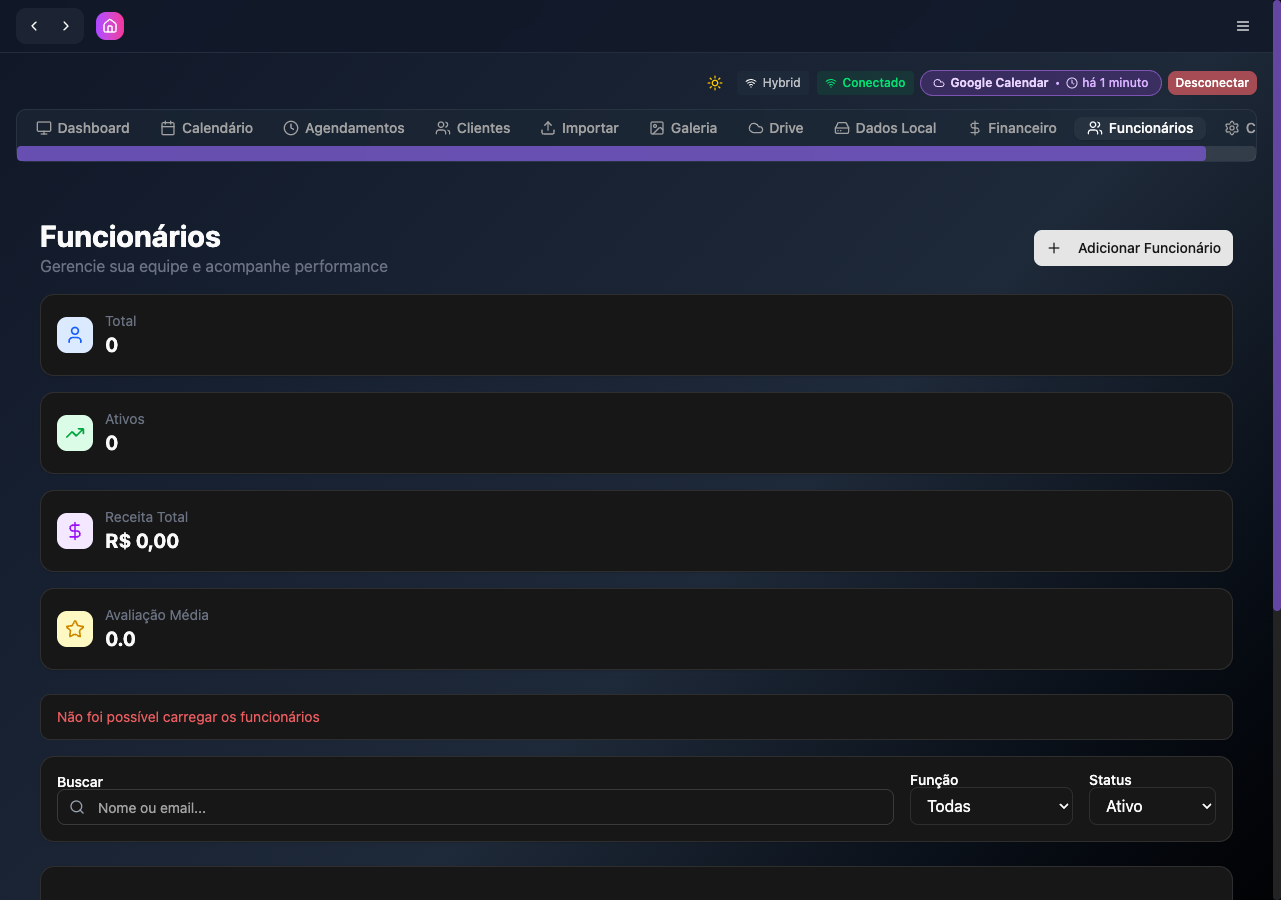 Hybrid Conectado Google Calendar • há 1 minuto Desconectar
Dashboard Calendário Agendamentos Clientes Importar Galeria Drive Dados Local Financeiro Funcionários C
Funcionários
Gerencie sua equipe e acompanhe performance
Adicionar Funcionário
Total
0
Ativos
0
Receita Total
R$ 0,00
Avaliação Média
0.0
Não foi possível carregar os funcionários
Buscar
Nome ou email...
Função
Todas
Status
Ativo